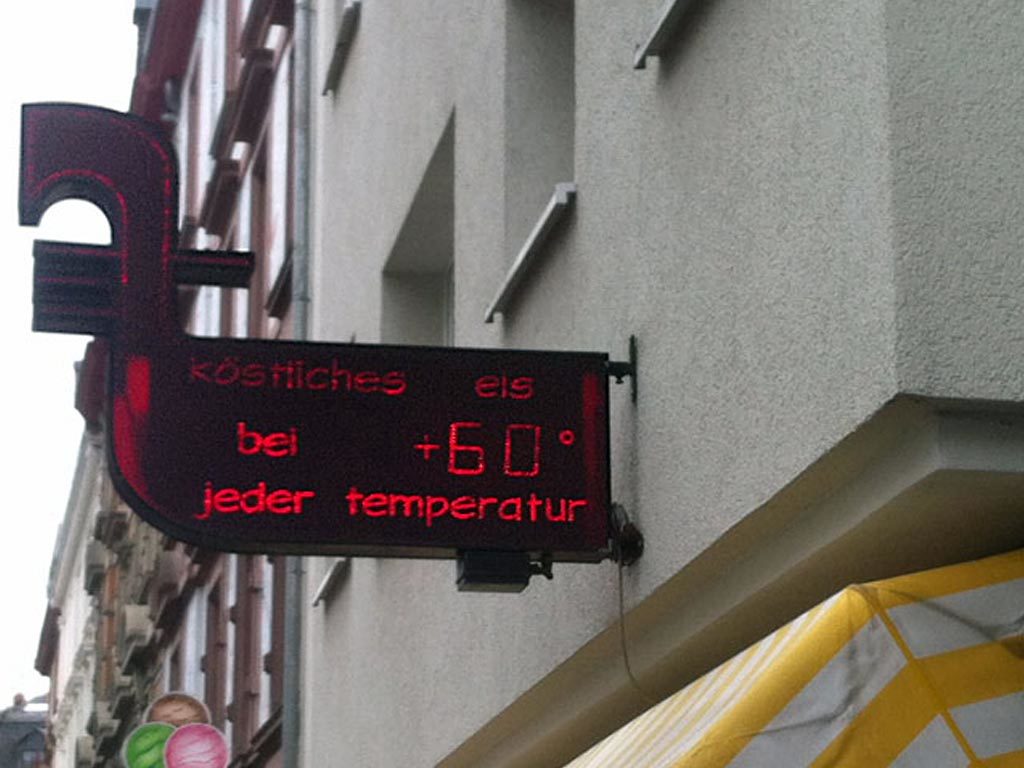 köstliches eis
bei +60°
jeder temperatur